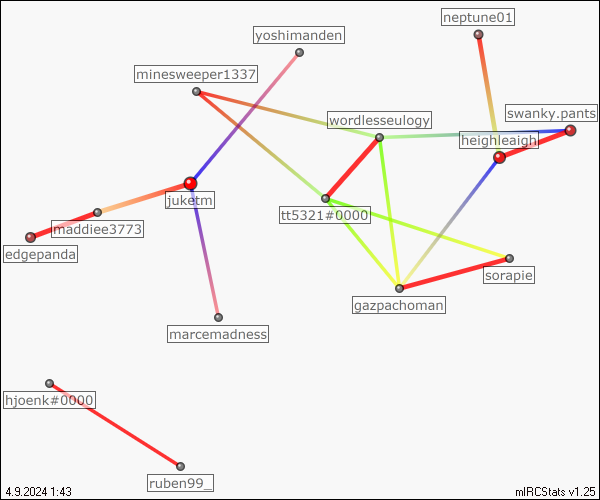 neptune01
yoshimanden
minesweeper1337
swanky.pants
wordlesseulogy
heighleaigh
juketm
tt5321#0000
maddiee3773
edgepanda
sorapie
gazpachoman
marcemadness
hjoenk#0000
ruben99_
4.9.2024 1:43
mIRCStats v1.25